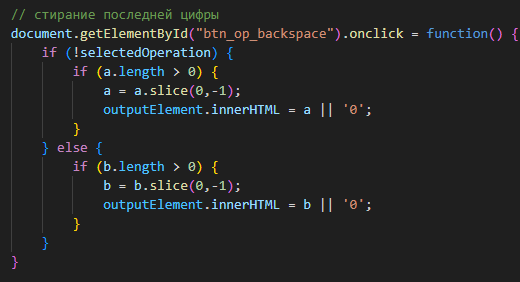 // стирание последней цифры
document.getElementById("btn_op_backspace").onclick = function() {
    if (!selectedOperation) {
        if (a.length > 0) {
            a = a.slice(0,-1);
            outputElement.innerHTML = a || '0';
        }
    } else {
        if (b.length > 0) {
            b = b.slice(0,-1);
            outputElement.innerHTML = b || '0';
        }
    }
}